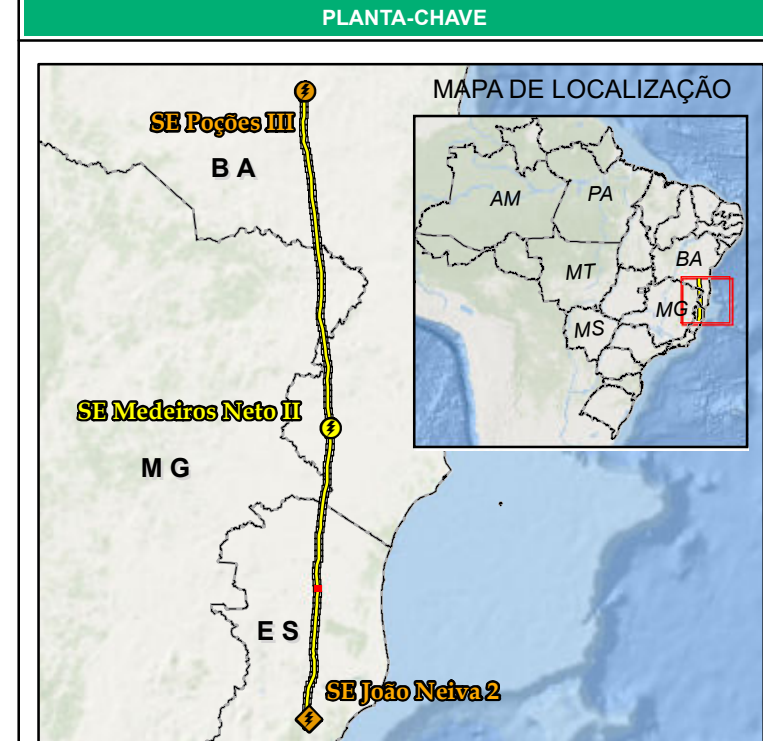 PLANTA-CHAVE
MAPA DE LOCALIZAÇÃO
SE Poções III
B A
AM
PA
BA
MT
MG
MS
SE Medeiros Neto II
M G
E S
SE João Neiva 2